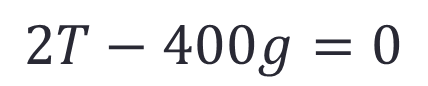 2T − 400g = 0